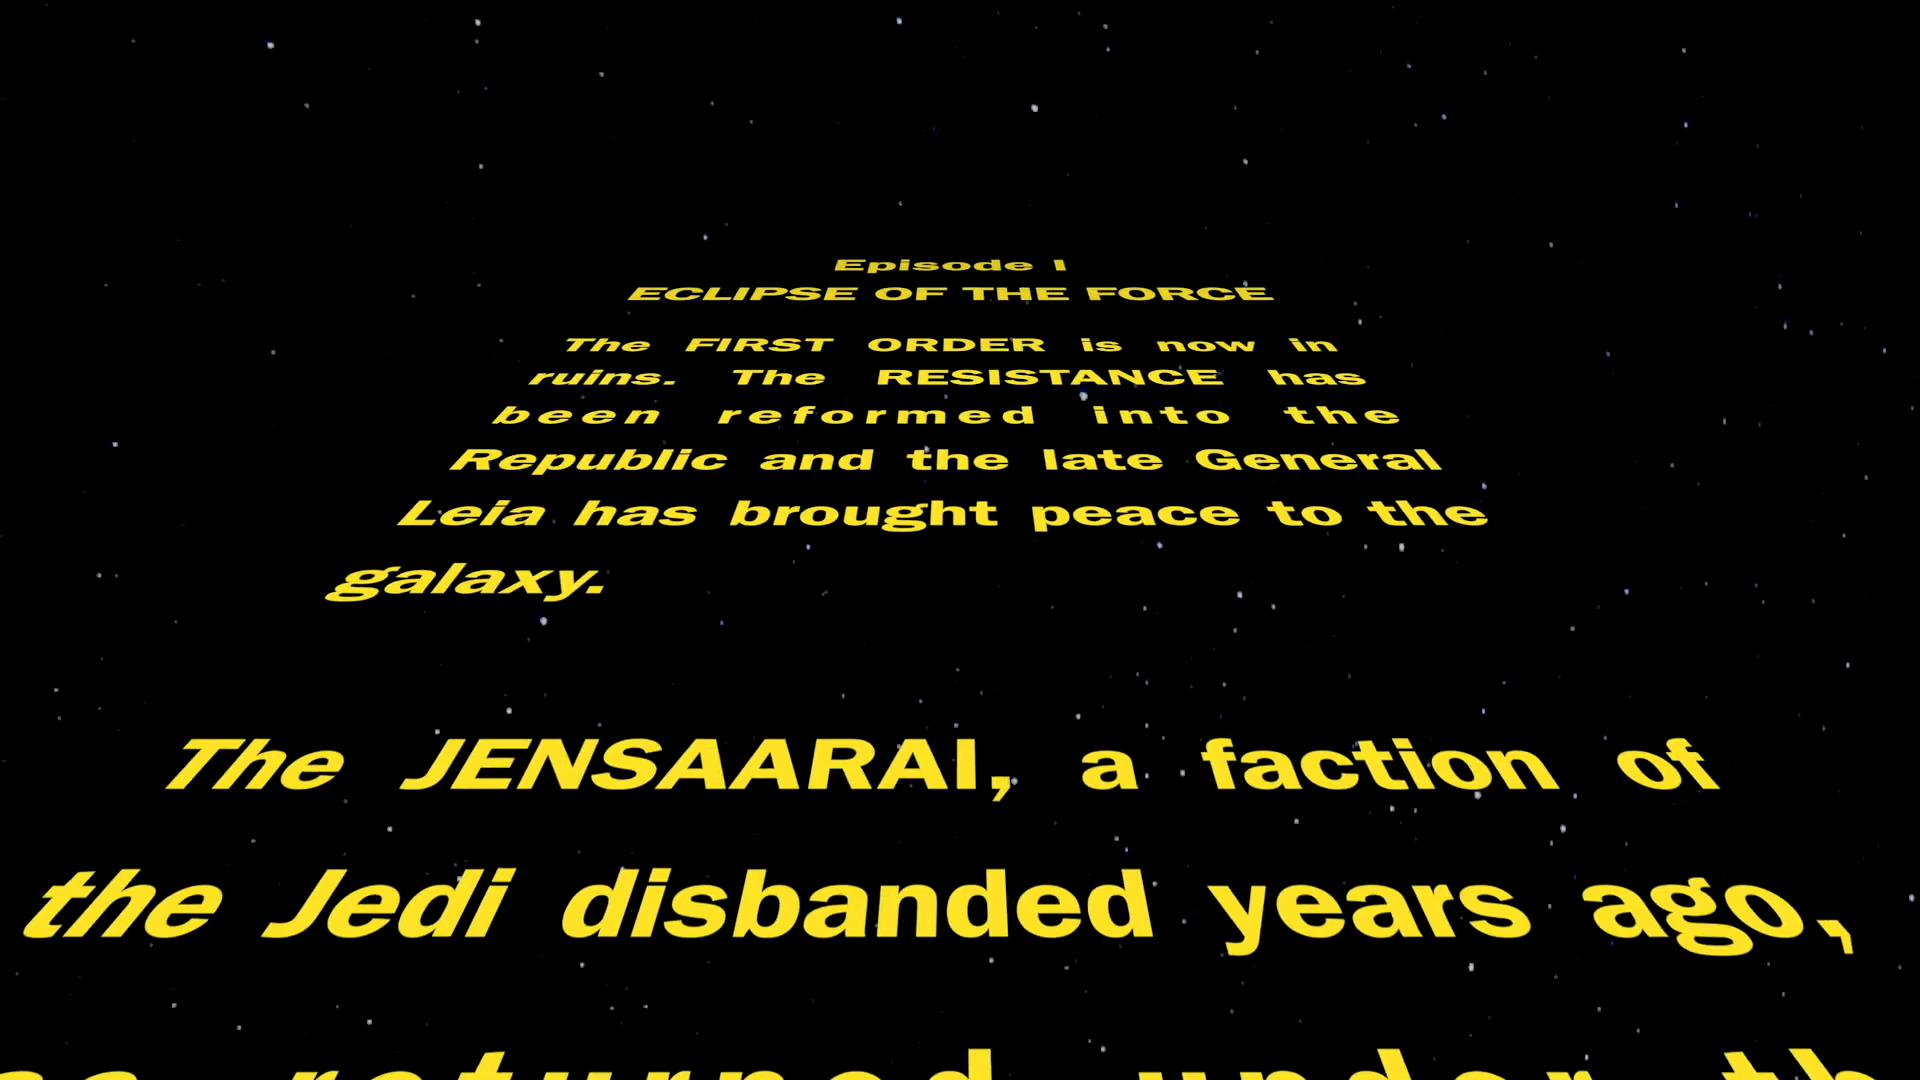 Episode I
ECLIPSE OF THE FORCE
The FIRST ORDER is now in
ruins. The RESISTANCE has
been reformed into the
Republic and the late General
Leia has brought peace to the
galaxy.
The JENSAARAI, a faction of
the Jedi disbanded years ago,
returned under